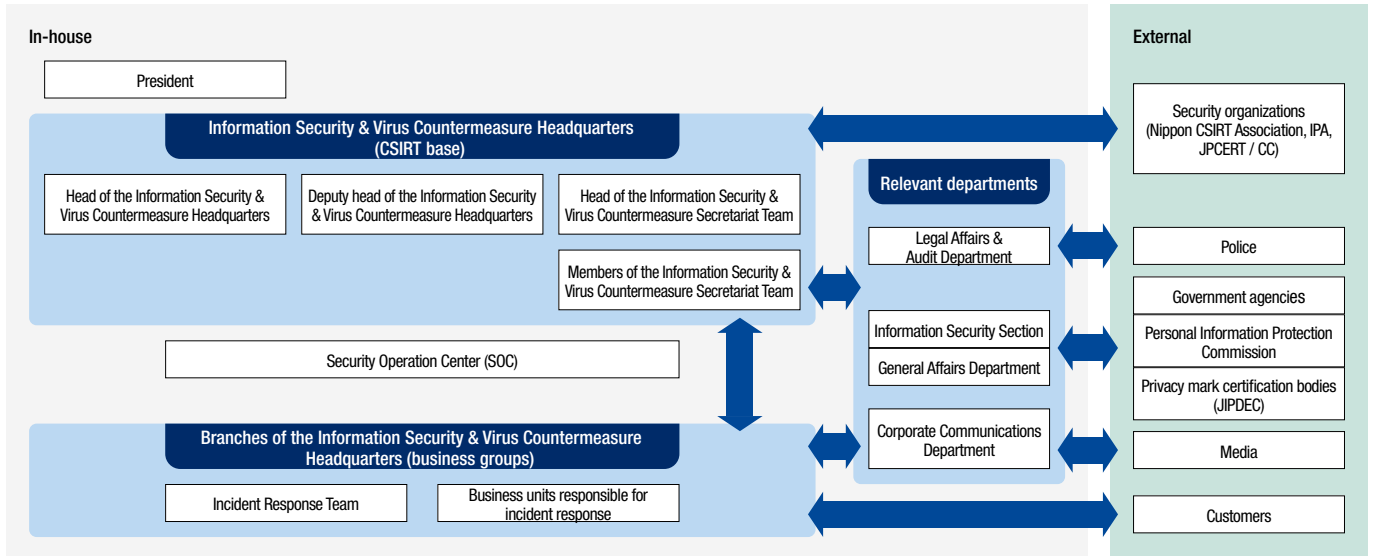 In-house
President
Information Security & Virus Countermeasure Headquarters
(CSIRT base)
Head of the Information Security &
Virus Countermeasure Headquarters
Deputy head of the Information Security
& Virus Countermeasure Headquarters
Head of the Information Security &
Virus Countermeasure Secretariat Team
Members of the Information Security &
Virus Countermeasure Secretariat Team
Security Operation Center (SOC)
Branches of the Information Security & Virus Countermeasure
Headquarters (business groups)
Incident Response Team
Business units responsible for
incident response
Relevant departments
Legal Affairs &
Audit Department
Information Security Section
General Affairs Department
Corporate Communications
Department
External
Security organizations
(Nippon CSIRT Association, IPA,
JPCERT / CC)
Police
Government agencies
Personal Information Protection
Commission
Privacy mark certification bodies
(JIPDEC)
Media
Customers